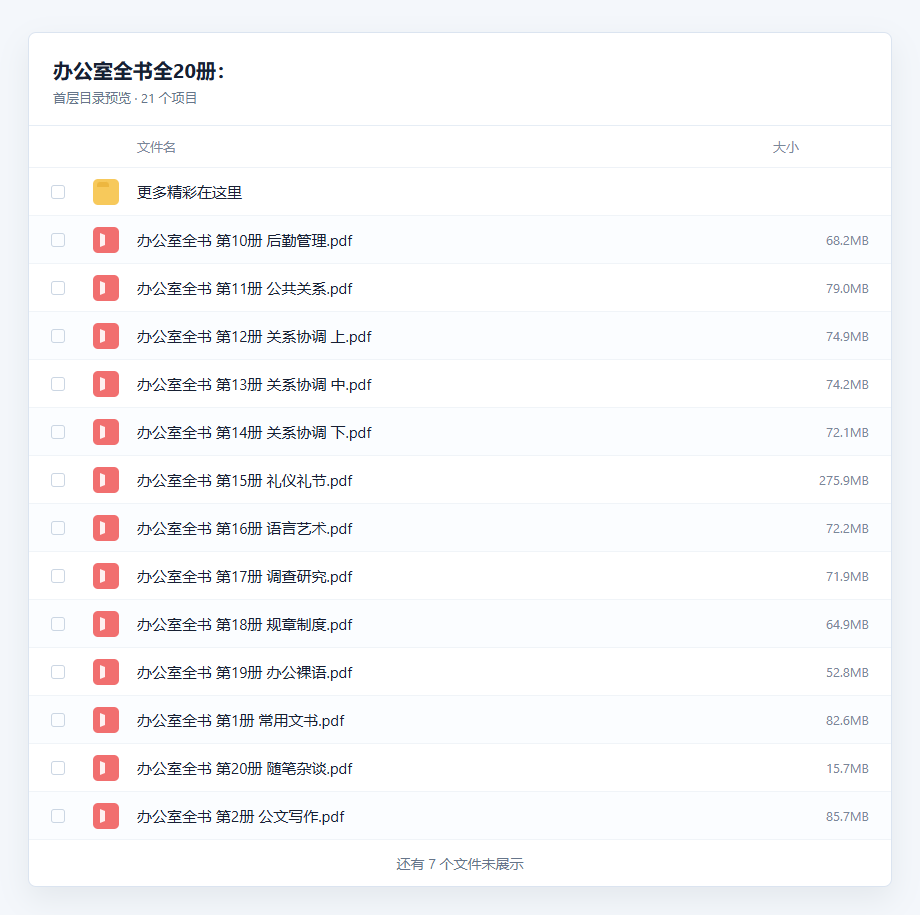 办公室全书全20册：
首层目录预览 · 21 个项目
文件名 大小
更多精彩在这里
办公室全书 第10册 后勤管理.pdf 68.2MB
办公室全书 第11册 公共关系.pdf 79.0MB
办公室全书 第12册 关系协调 上.pdf 74.9MB
办公室全书 第13册 关系协调 中.pdf 74.2MB
办公室全书 第14册 关系协调 下.pdf 72.1MB
办公室全书 第15册 礼仪礼节.pdf 275.9MB
办公室全书 第16册 语言艺术.pdf 72.2MB
办公室全书 第17册 调查研究.pdf 71.9MB
办公室全书 第18册 规章制度.pdf 64.9MB
办公室全书 第19册 办公裸语.pdf 52.8MB
办公室全书 第1册 常用文书.pdf 82.6MB
办公室全书 第20册 随笔杂谈.pdf 15.7MB
办公室全书 第2册 公文写作.pdf 85.7MB
还有 7 个文件未展示